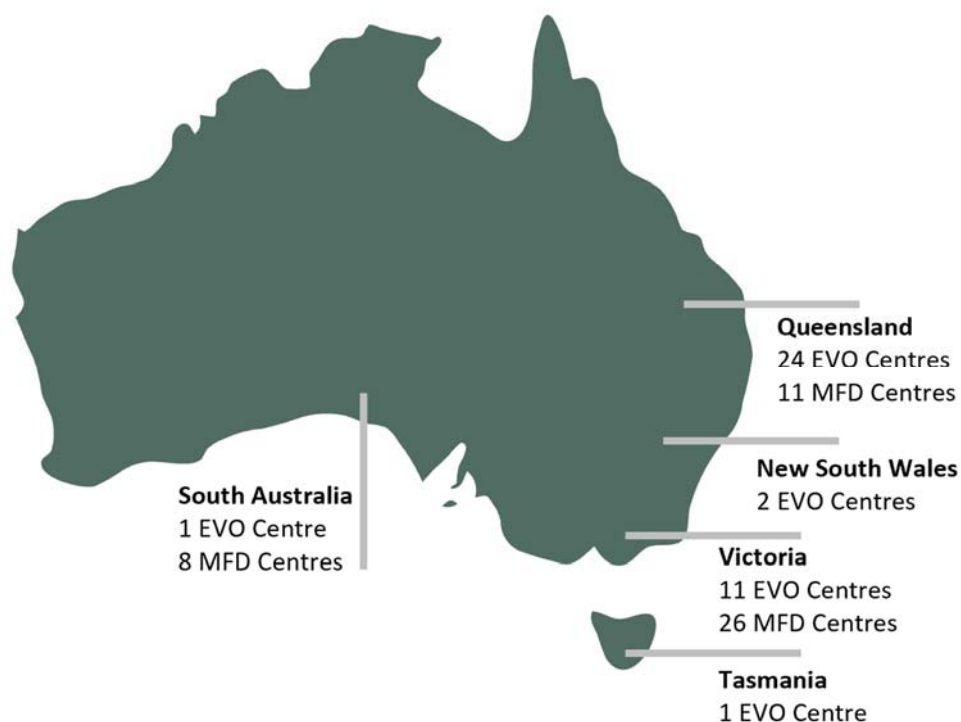 Queensland
24 EVO Centres
11 MFD Centres
New South Wales
2 EVO Centres
South Australia
1 EVO Centre
8 MFD Centres
Victoria
11 EVO Centres
26 MFD Centres
Tasmania
1 EVO Centre